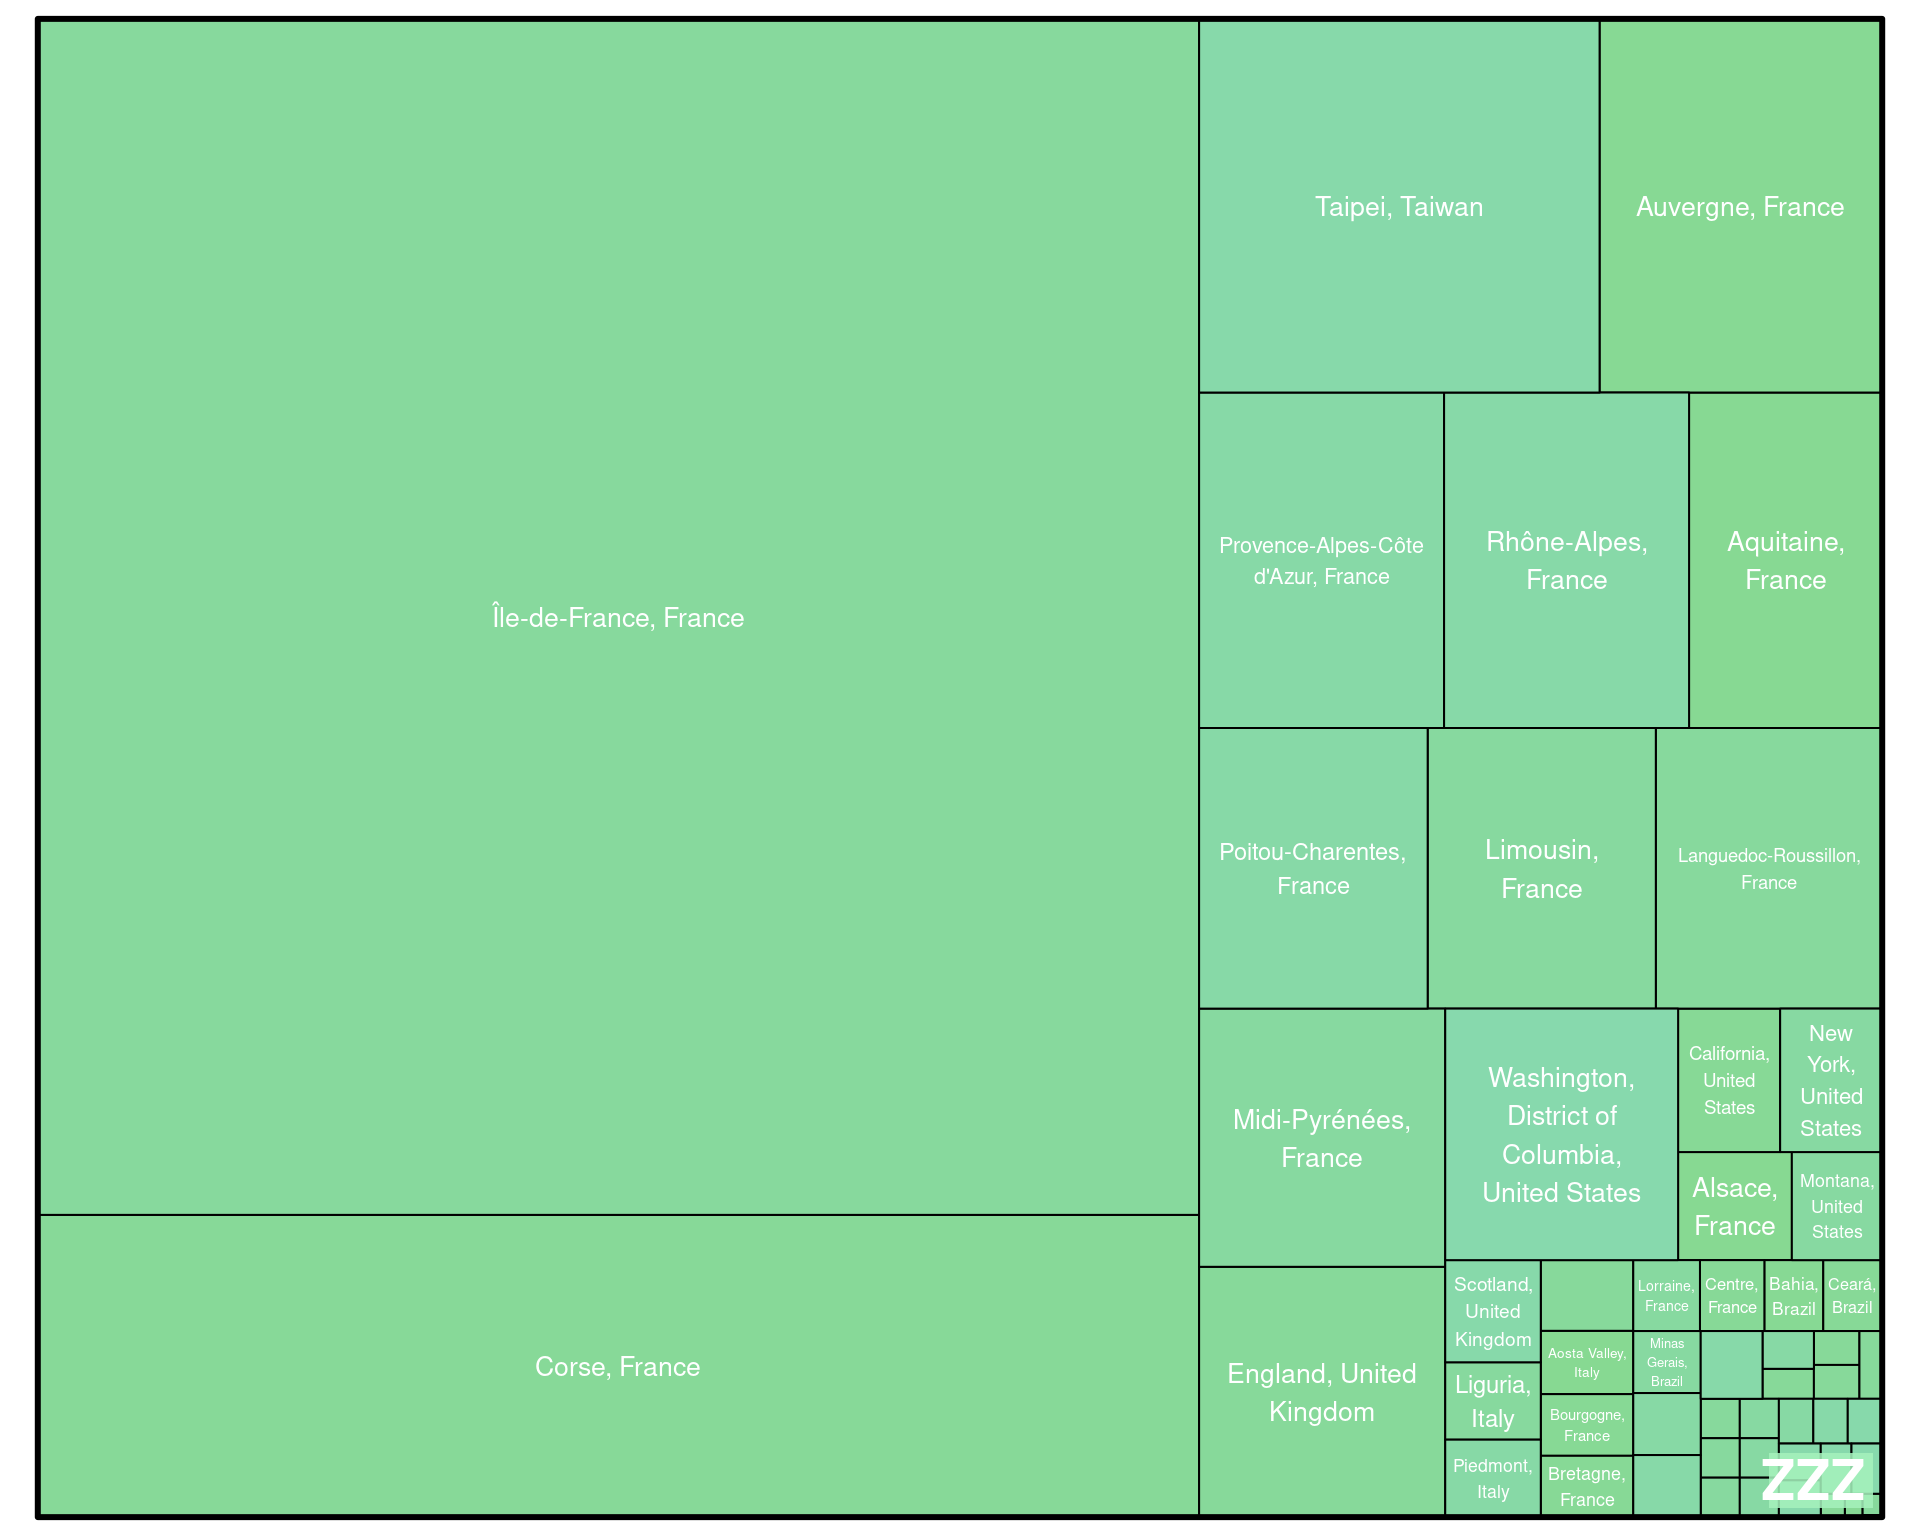 Île-de-France, France
Corse, France
Taipei, Taiwan
Auvergne, France
Provence-Alpes-Côte
d'Azur, France
Rhône-Alpes,
France
Aquitaine,
France
Poitou-Charentes,
France
Limousin,
France
Languedoc-Roussillon,
France
Midi-Pyrénées,
France
England, United
Kingdom
Washington,
District of
Columbia,
United States
California,
United
States
New
York,
United
States
Alsace,
France
Montana,
United
States
Scotland,
United
Kingdom
Liguria,
Italy
Piedmont,
Italy
Aosta Valley,
Italy
Bourgogne,
France
Bretagne,
France
Lorraine,
France
Centre,
France
Bahia,
Brazil
Ceará,
Brazil
Minas
Gerais,
Brazil
ZZZ